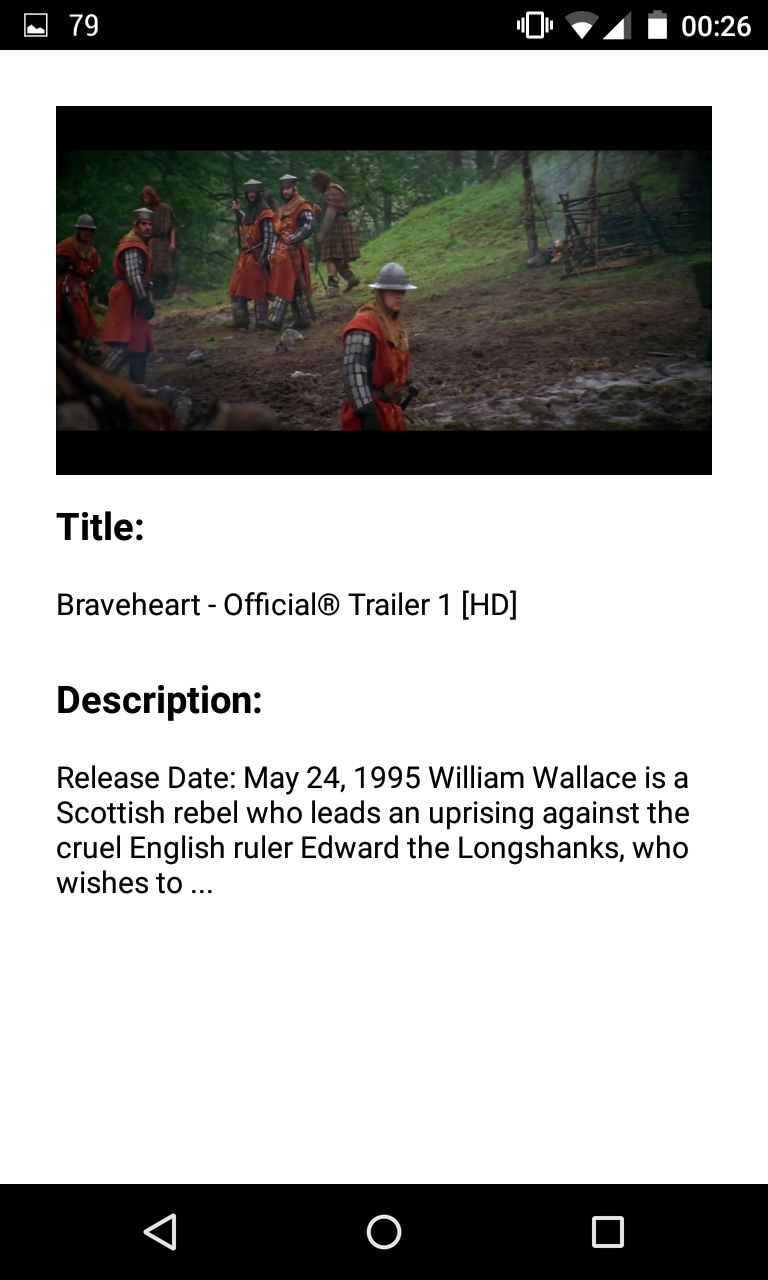 79 00:26
Title:
Braveheart - Official® Trailer 1 [HD]
Description:
Release Date: May 24, 1995 William Wallace is a
Scottish rebel who leads an uprising against the
cruel English ruler Edward the Longshanks, who
wishes to ...